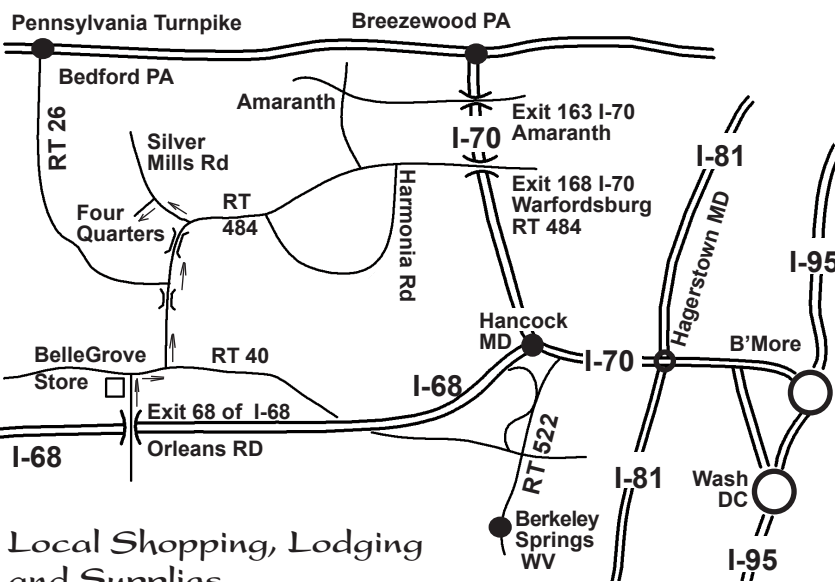 Pennsylvania Turnpike
Breezewood PA
Bedford PA
RT 26
Amaranth
Exit 163 I-70
Amaranth
I-70
Silver
Mills Rd
I-81
Four
Quarters
RT
484
Harmonia Rd
Exit 168 I-70
Warfordsburg
RT 484
Hagerstown MD
I-95
Hancock
MD
B'More
BelleGrove
Store
RT 40
I-70
I-68
Exit 68 of I-68
Orleans RD
I-68
RT 522
I-81
Wash
DC
Berkeley
Springs
WV
I-95
Local Shopping, Lodging
and Supplies